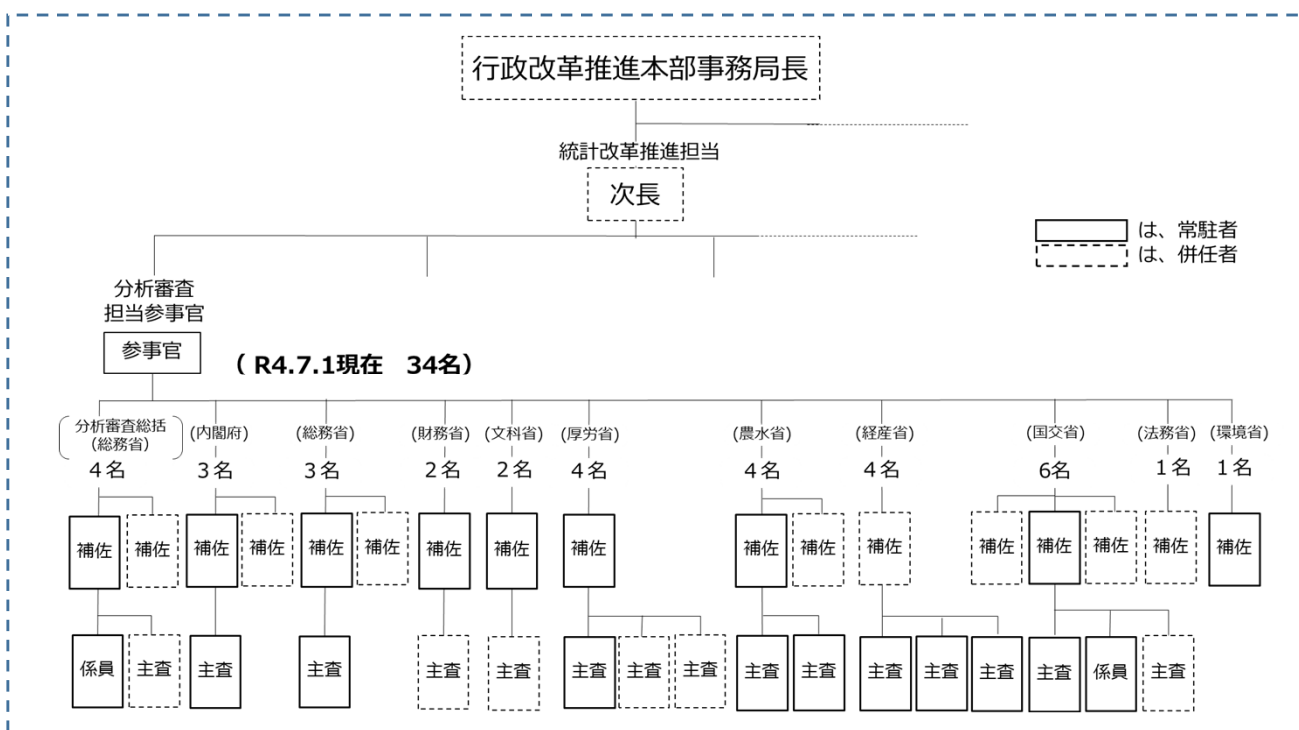 行政改革推進本部事務局長
統計改革推進担当
次長
は、常駐者
は、併任者
分析審査
担当参事官
参事官
( R4.7.1現在 34名)
分析審査総括
(総務省)
4名
(内閣府)
3名
(総務省)
3名
(財務省)
2名
(文科省)
2名
(厚労省)
4名
(農水省)
4名
(経産省)
4名
(国交省)
6名
(法務省)
1名
(環境省)
1名
補佐 補佐 補佐 補佐 補佐 補佐 補佐 補佐 補佐 補佐 補佐 補佐 補佐 補佐 補佐 補佐 補佐
係員 主査 主査 主査 主査 主査 主査 主査 主査 主査 主査 主査 主査 主査 主査 係員 主査